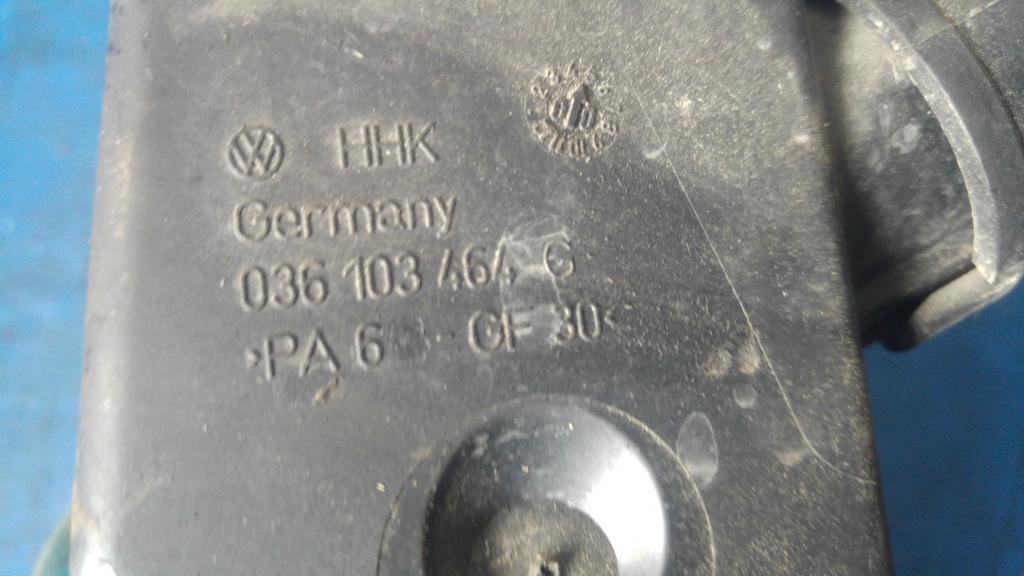 HHK
Germany
036 103 464 G
>PA 6 - GF 30<